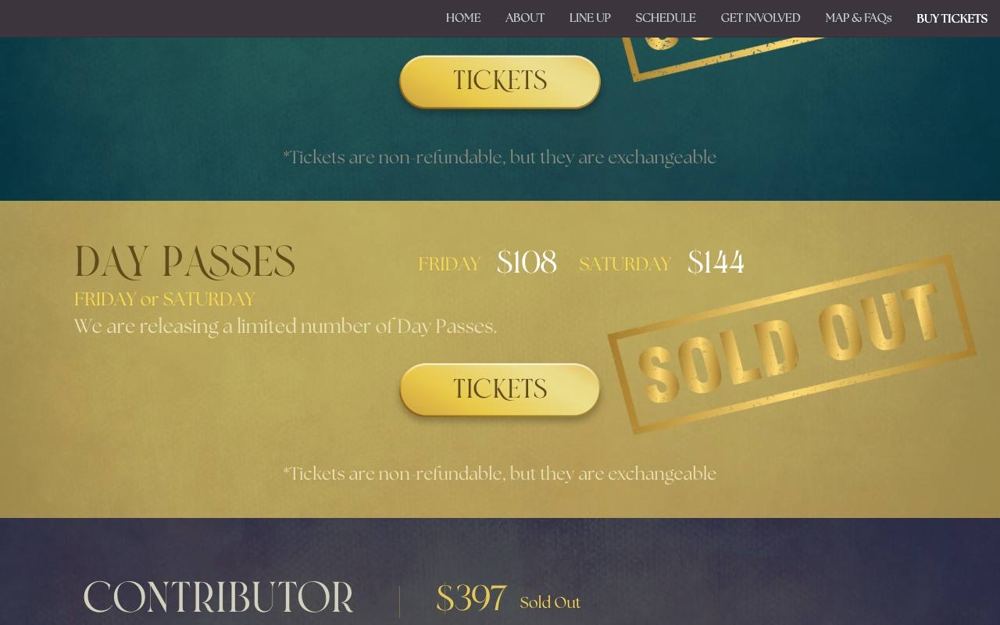 HOME ABOUT LINE UP SCHEDULE GET INVOLVED MAP & FAQs BUY TICKETS
TICKETS
*Tickets are non-refundable, but they are exchangeable
DAY PASSES
FRIDAY $108 SATURDAY $144
FRIDAY or SATURDAY
We are releasing a limited number of Day Passes.
SOLD OUT
TICKETS
*Tickets are non-refundable, but they are exchangeable
CONTRIBUTOR
$397 Sold Out